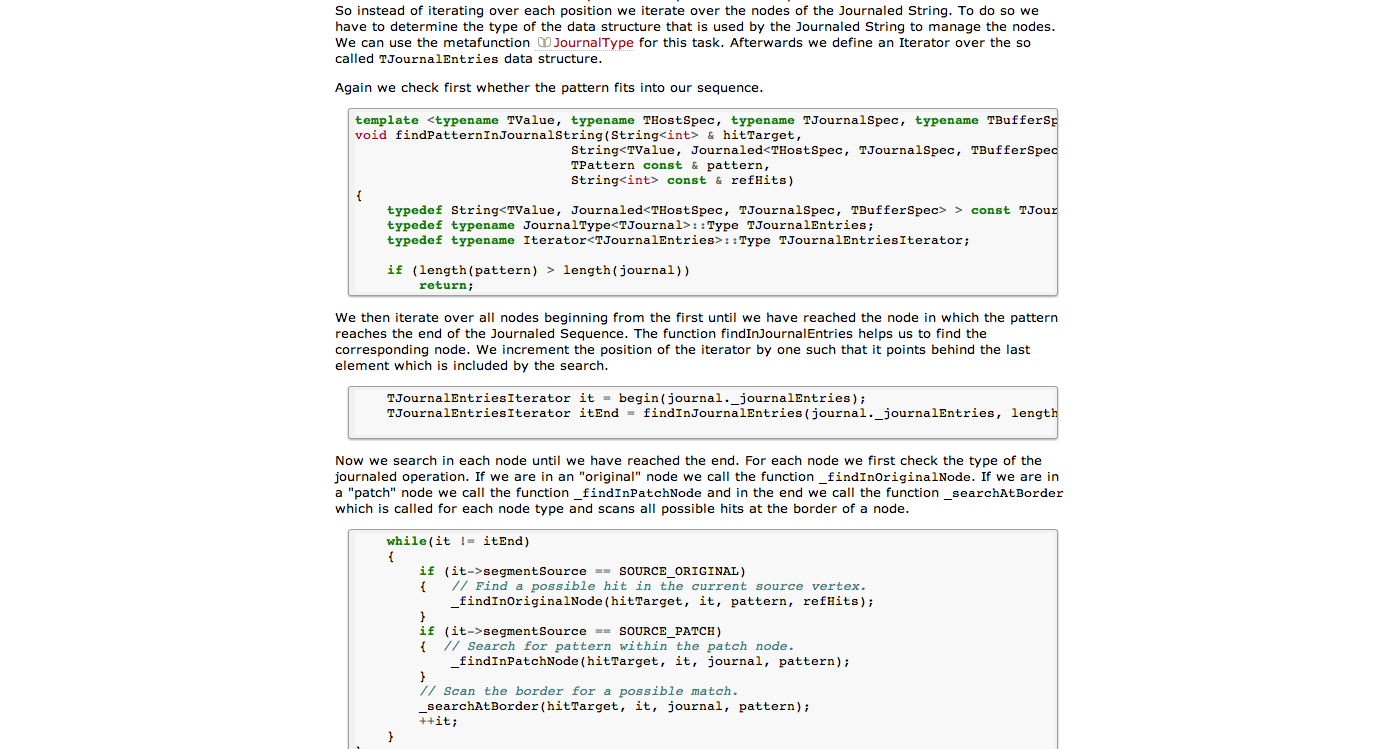 So instead of iterating over each position we iterate over the nodes of the Journaled String. To do so we
have to determine the type of the data structure that is used by the Journaled String to manage the nodes.
We can use the metafunction JournalType for this task. Afterwards we define an Iterator over the so
called TJournalEntries data structure.
Again we check first whether the pattern fits into our sequence.
template <typename TValue, typename THostSpec, typename TJournalSpec, typename TBufferSp
void findPatternInJournalString(String<int> & hitTarget,
String<TValue, Journaled<THostSpec, TJournalSpec, TBufferSpec
TPattern const & pattern,
String<int> const & refHits)
{
typedef String<TValue, Journaled<THostSpec, TJournalSpec, TBufferSpec> > const TJour
typedef typename JournalType<TJournal>::Type TJournalEntries;
typedef typename Iterator<TJournalEntries>::Type TJournalEntriesIterator;
if (length(pattern) > length(journal))
return;
We then iterate over all nodes beginning from the first until we have reached the node in which the pattern
reaches the end of the Journaled Sequence. The function findInJournalEntries helps us to find the
corresponding node. We increment the position of the iterator by one such that it points behind the last
element which is included by the search.
TJournalEntriesIterator it = begin(journal._journalEntries);
TJournalEntriesIterator itEnd = findInJournalEntries(journal._journalEntries, length
Now we search in each node until we have reached the end. For each node we first check the type of the
journaled operation. If we are in an "original" node we call the function _findInOriginalNode. If we are in
a "patch" node we call the function _findInPatchNode and in the end we call the function _searchAtBorder
which is called for each node type and scans all possible hits at the border of a node.
while(it != itEnd)
{
if (it->segmentSource == SOURCE_ORIGINAL)
{ // Find a possible hit in the current source vertex.
_findInOriginalNode(hitTarget, it, pattern, refHits);
}
if (it->segmentSource == SOURCE_PATCH)
{ // Search for pattern within the patch node.
_findInPatchNode(hitTarget, it, journal, pattern);
}
// Scan the border for a possible match.
_searchAtBorder(hitTarget, it, journal, pattern);
++it;
}